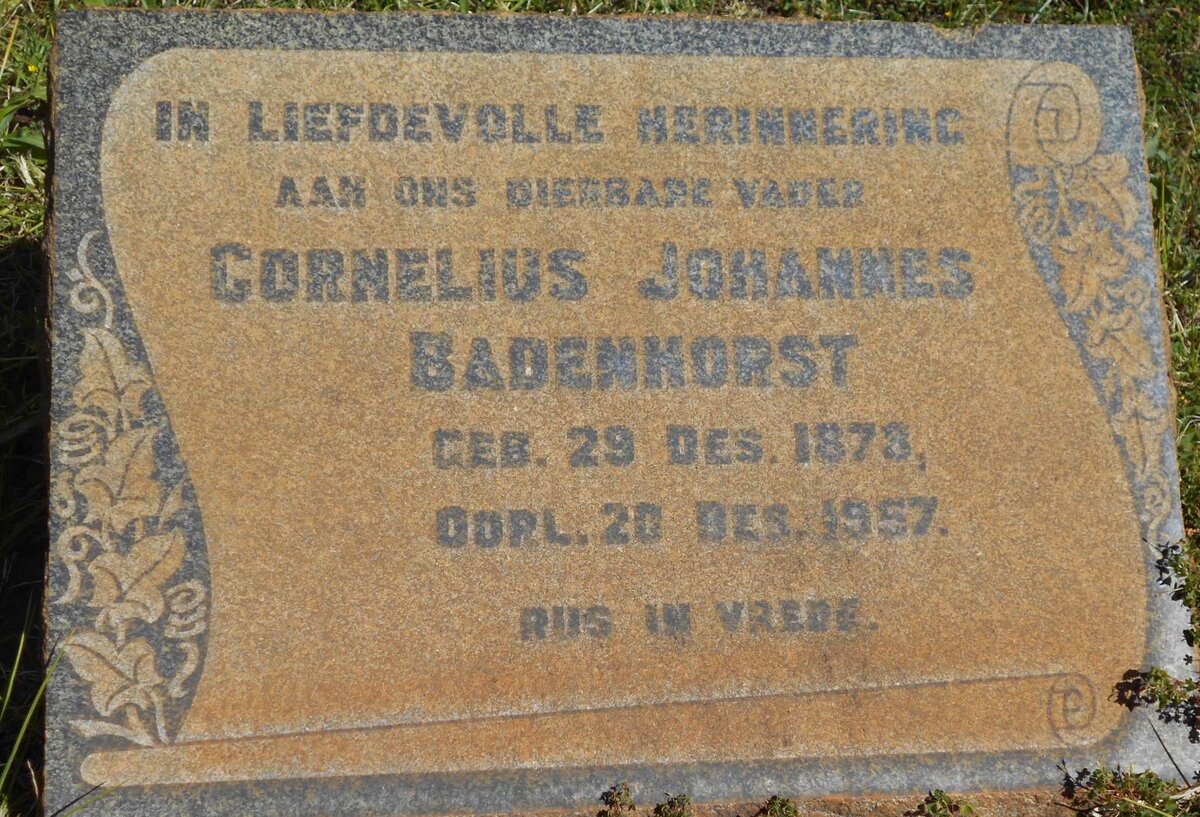 IN LIEFDEVOLLE HERINNERING
AAN ONS DIERBARE VADER
CORNELIUS JOHANNES
BADENHORST
GEB. 29 DES. 1878,
OORL. 20 DES. 1957.
RUS IN VREDE.